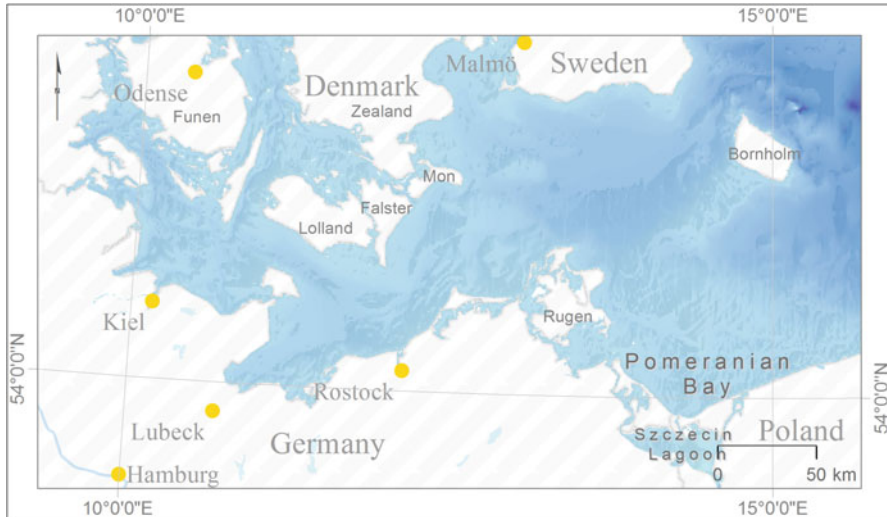 10°0'0"E
15°0'0"E
N
Malmö
Sweden
Denmark
Odense
Zealand
Funen
Bornholm
Mon
Falster
Lolland
Rugen
Kiel
54°0'0"N
54°0'0"N
Pomeranian
Bay
Rostock
Lubeck
Germany
Szczecin
Lagoon
Poland
0
50 km
Hamburg
10°0'0"E
15°0'0"E